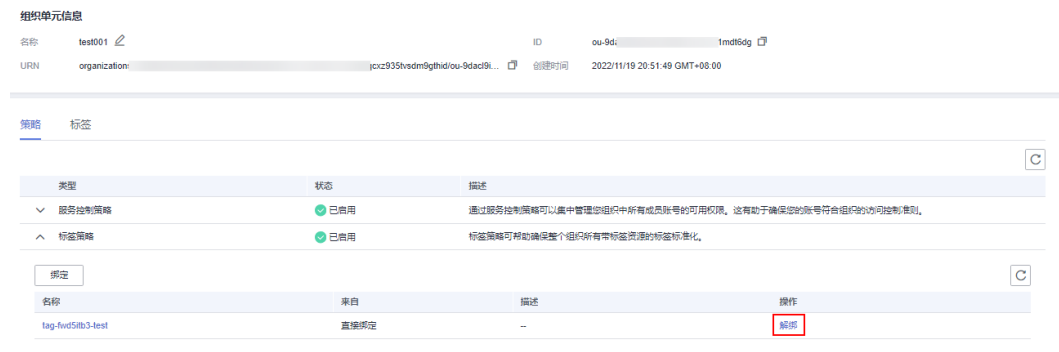 组织单元信息
名称 test001 ID ou-9da 1mdt6dg
URN organizations gcxz935tvsdm9gthid/ou-9dacl9i... 创建时间 2022/11/19 20:51:49 GMT+08:00
策略 标签
类型 状态 描述
服务控制策略 已启用 通过服务控制策略可以集中管理您组织中所有成员账号的可用权限。这有助于确保您的账号符合组织的访问控制准则。
标签策略 已启用 标签策略可帮助确保整个组织所有带标签资源的标签标准化。
绑定
名称 来自 描述 操作
tag-fwd5itb3-test 直接绑定 -- 解绑